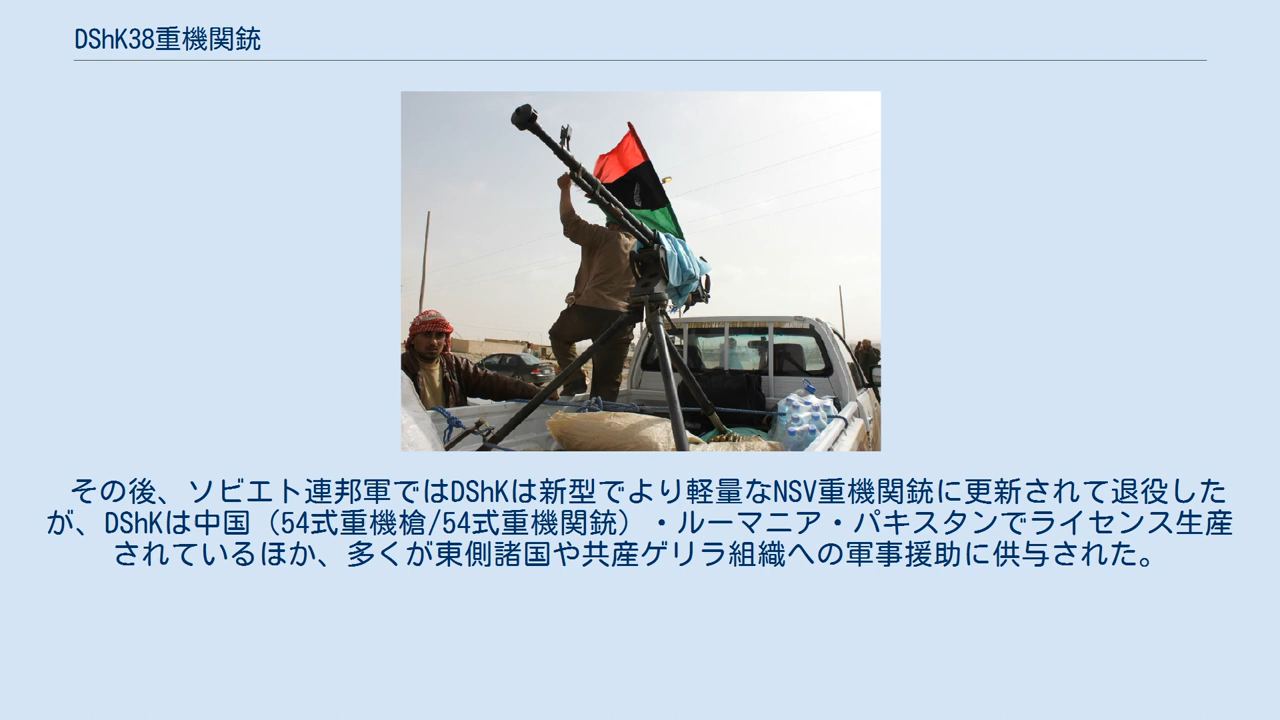 DShK38重機関銃
その後、ソビエト連邦軍ではDShKは新型でより軽量なNSV重機関銃に更新されて退役した
が、DShKは中国（54式重機槍/54式重機関銃）・ルーマニア・パキスタンでライセンス生産
されているほか、多くが東側諸国や共産ゲリラ組織への軍事援助に供与された。